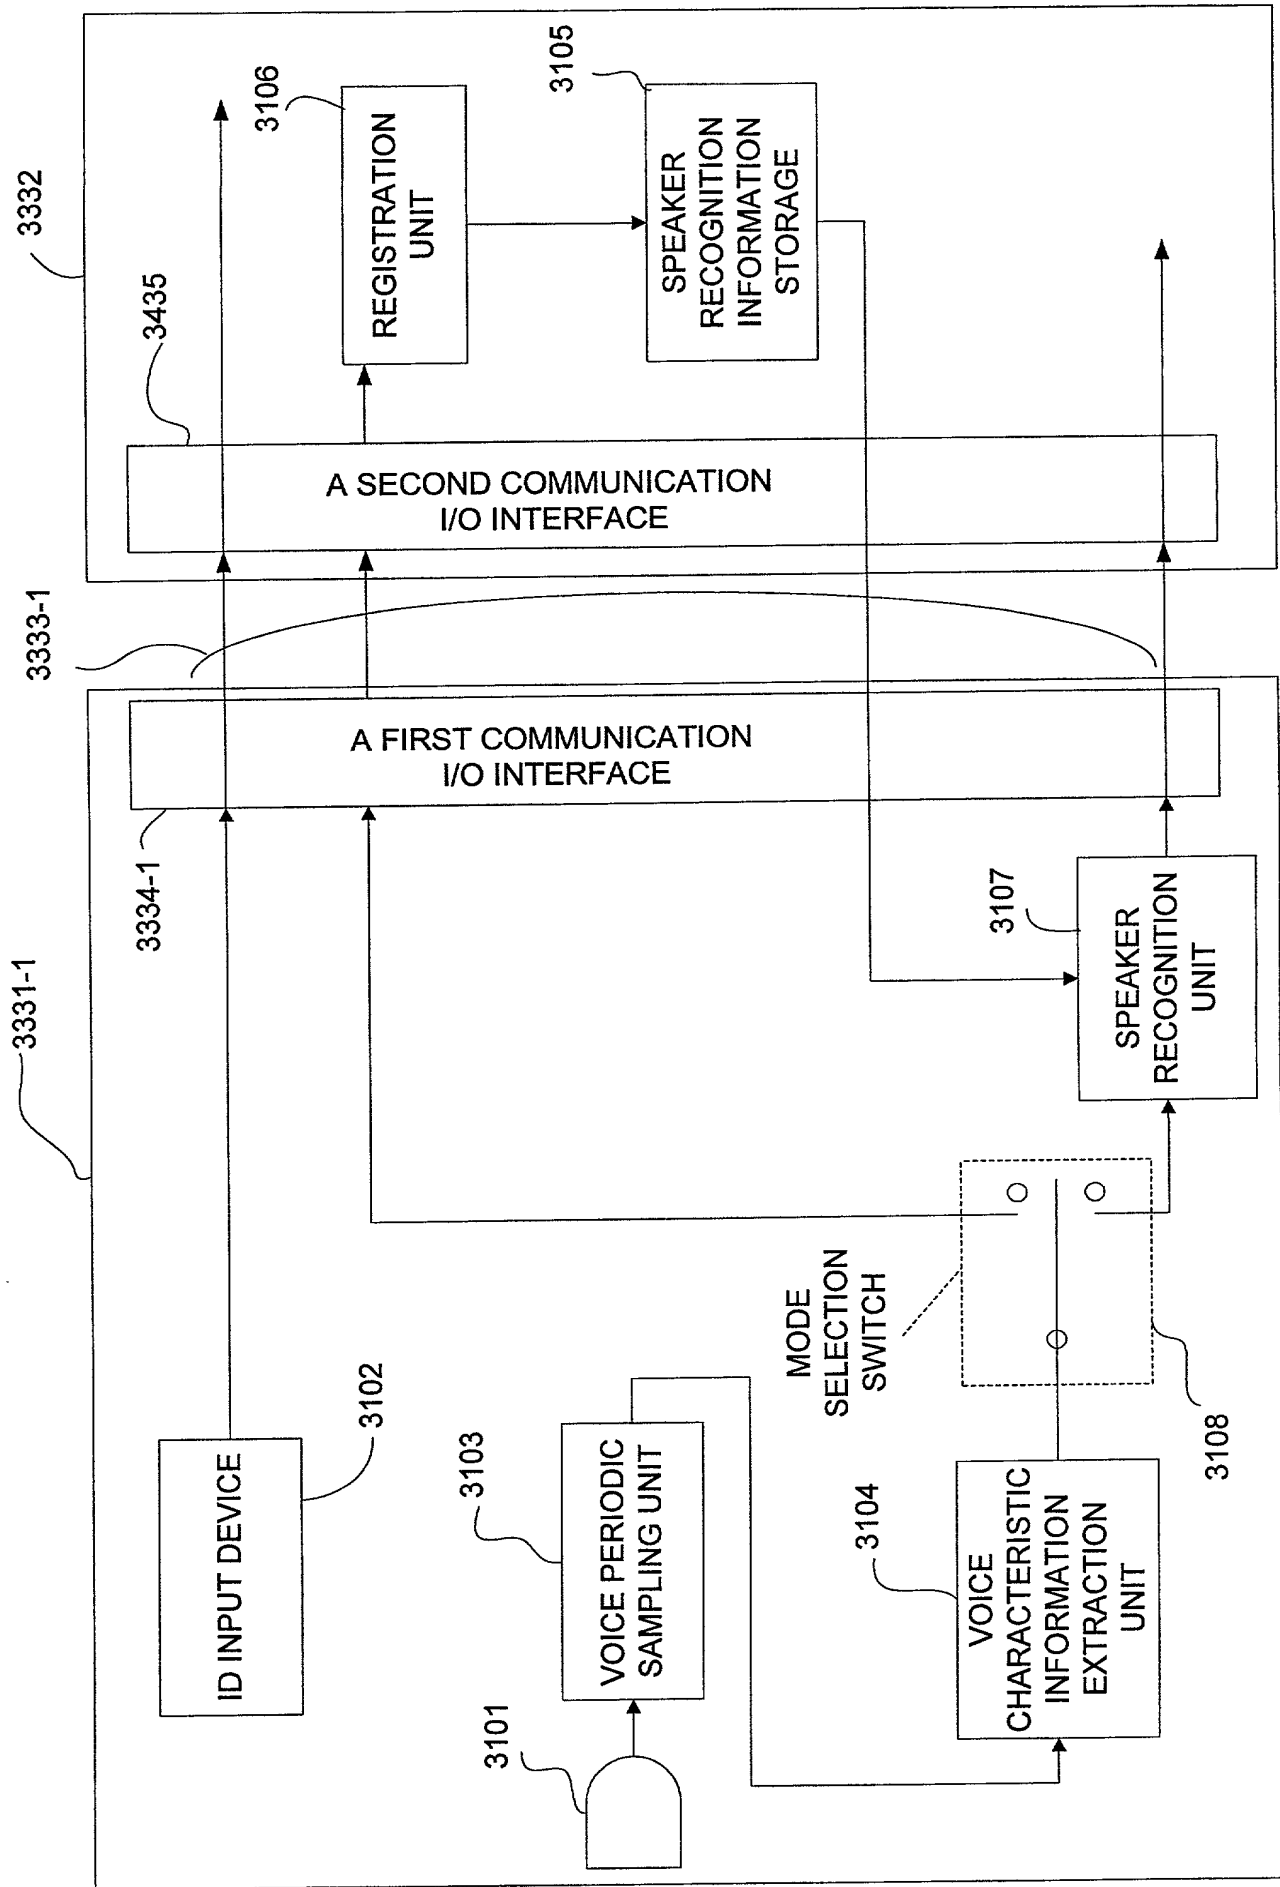 3331-1
3334-1
3333-1
3435
3332
ID INPUT DEVICE
3102
A FIRST COMMUNICATION
I/O INTERFACE
A SECOND COMMUNICATION
I/O INTERFACE
REGISTRATION
UNIT
3106
SPEAKER
RECOGNITION
INFORMATION
STORAGE
3105
3101
VOICE PERIODIC
SAMPLING UNIT
3103
VOICE
CHARACTERISTIC
INFORMATION
EXTRACTION
UNIT
3104
MODE
SELECTION
SWITCH
3108
SPEAKER
RECOGNITION
UNIT
3107